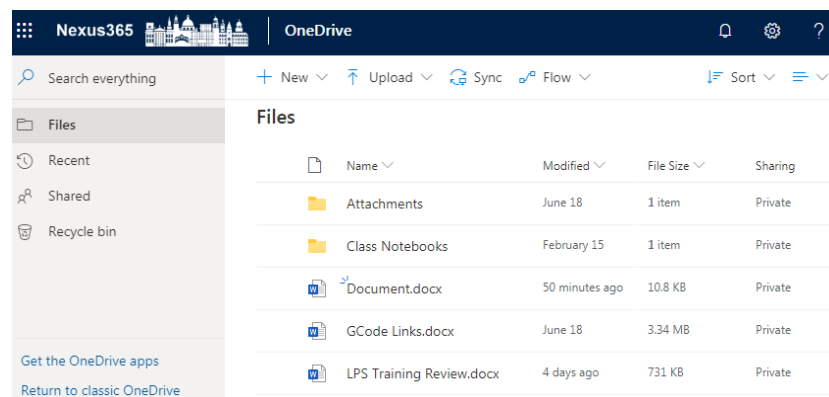 Nexus365 OneDrive ?
Search everything
New Upload Sync Flow Sort
Files
Files
Recent
Shared
Recycle bin
Name Modified File Size Sharing
Attachments June 18 1 item Private
Class Notebooks February 15 1 item Private
Document.docx 50 minutes ago 10.8 KB Private
GCode Links.docx June 18 3.34 MB Private
LPS Training Review.docx 4 days ago 731 KB Private
Get the OneDrive apps
Return to classic OneDrive